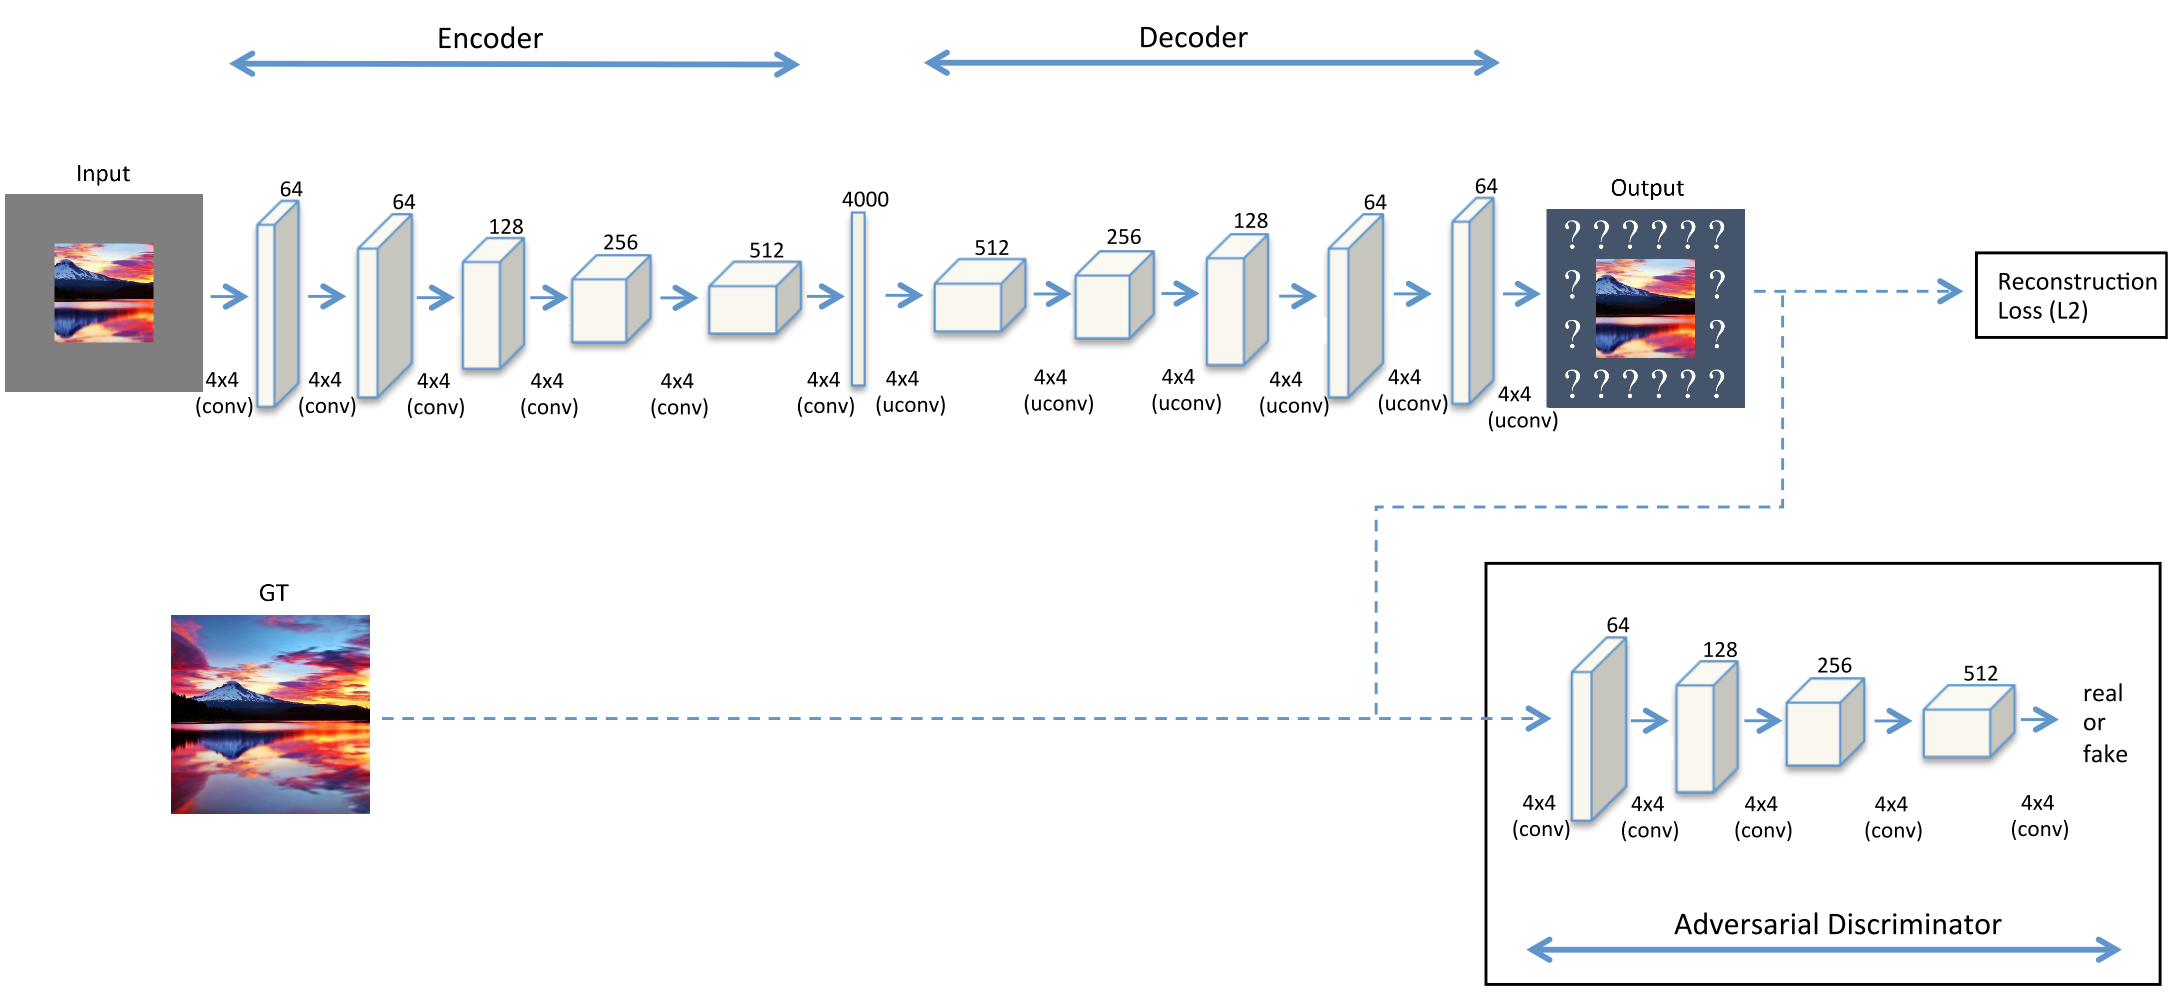 Encoder
Decoder
Input
64
64
128
256
512
4000
512
256
128
64
64
Output
4x4
(conv)
4x4
(conv)
4x4
(conv)
4x4
(conv)
4x4
(conv)
4x4
(conv)
4x4
(uconv)
4x4
(uconv)
4x4
(uconv)
4x4
(uconv)
4x4
(uconv)
4x4
(uconv)
? ? ? ? ? ?
? ?
? ?
? ? ? ? ? ?
Reconstruction
Loss (L2)
GT
64
128
256
512
real
or
fake
4x4
(conv)
4x4
(conv)
4x4
(conv)
4x4
(conv)
4x4
(conv)
Adversarial Discriminator